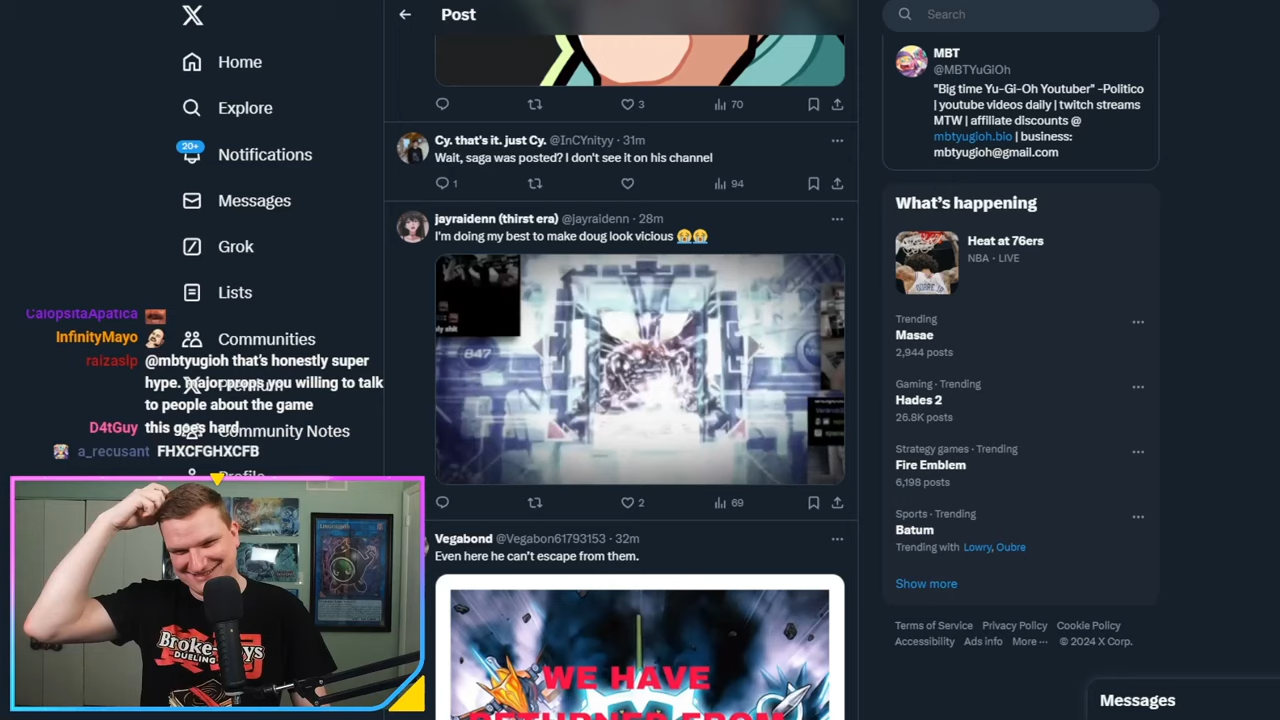 Home
Explore
20+
Notifications
Messages
Grok
Lists
Communities
Community Notes
Profile
CalopsitaApatica
InfinityMayo
raizaslp @mbtyugioh that's honestly super
hype. major props you willing to talk
to people about the game
D4tGuy this goes hard
a_recusant FHXCFGHXCFB
Post
3
70
Cy. that's it. just Cy. @InCYnityy · 31m
Wait, saga was posted? I don't see it on his channel
1
94
jayraidenn (thirst era) @jayraidenn · 28m
I'm doing my best to make doug look vicious 😭😭
847
2
69
Vegabond @Vegabon61793153 · 32m
Even here he can't escape from them.
WE HAVE
RETURNED FROM
Search
MBT
@MBTYuGiOh
"Big time Yu-Gi-Oh Youtuber" -Politico
| youtube videos daily | twitch streams
MTW | affiliate discounts @
mbtyugioh.bio | business:
mbtyugioh@gmail.com
What's happening
Heat at 76ers
NBA · LIVE
Trending
Masae
2,944 posts
Gaming · Trending
Hades 2
26.8K posts
Strategy games · Trending
Fire Emblem
6,198 posts
Sports · Trending
Batum
Trending with Lowry, Oubre
Show more
Terms of Service Privacy Policy Cookie Policy
Accessibility Ads info More ··· © 2024 X Corp.
Messages